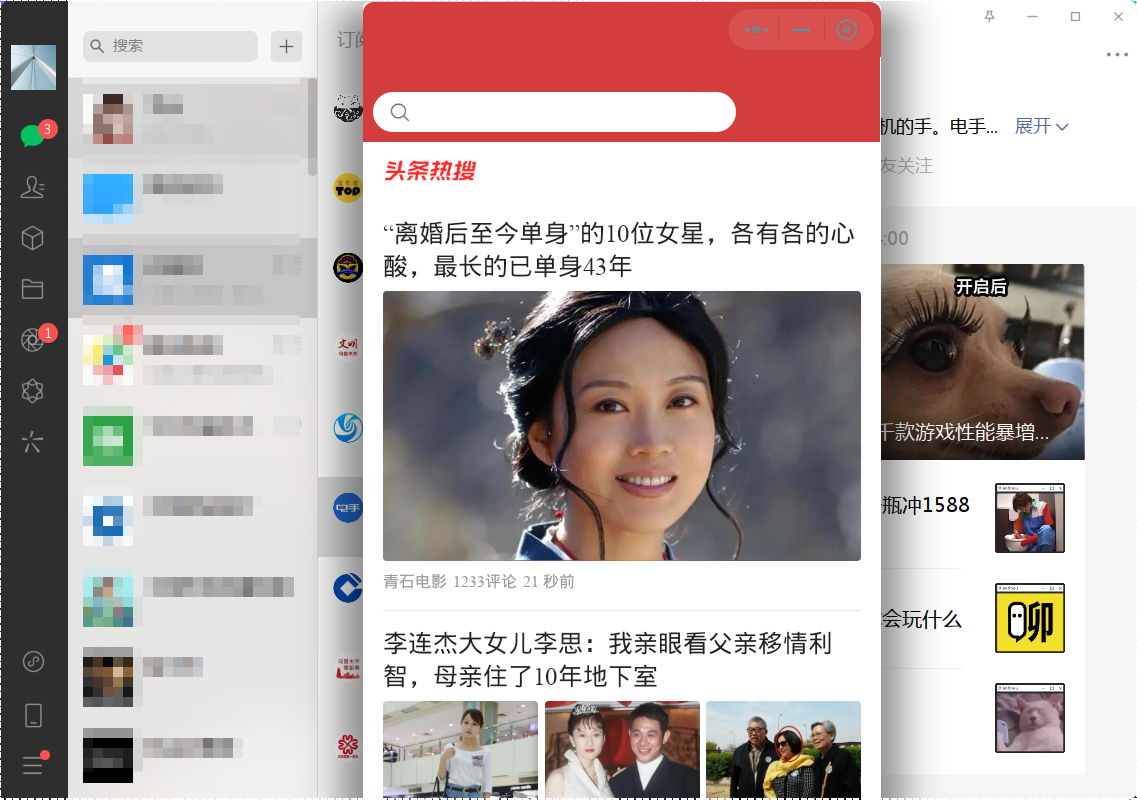 3
1
搜索
订阅
TOP
文明
电手
头条热搜
“离婚后至今单身”的10位女星，各有各的心
酸，最长的已单身43年
青石电影 1233评论 21 秒前
李连杰大女儿李思：我亲眼看父亲移情利
智，母亲住了10年地下室
机的手。电手... 展开
友关注
:00
开启后
千款游戏性能暴增...
瓶冲1588
会玩什么
聊